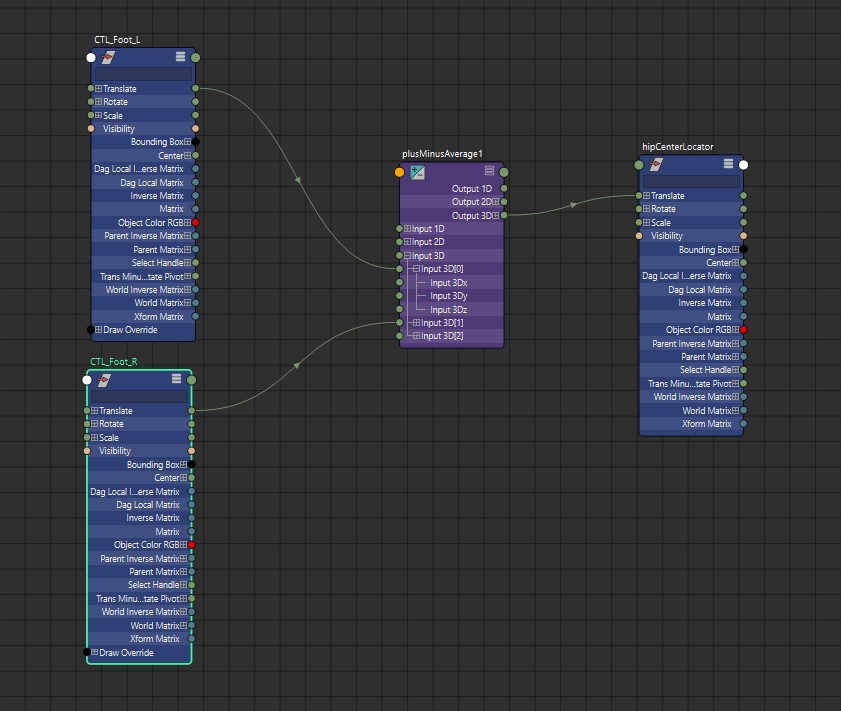 CTL_Foot_L
Translate
Rotate
Scale
Visibility
Bounding Box
Center
Dag Local I...erse Matrix
Dag Local Matrix
Inverse Matrix
Matrix
Object Color RGB
Parent Inverse Matrix
Parent Matrix
Select Handle
Trans Minu...tate Pivot
World Inverse Matrix
World Matrix
Xform Matrix
Draw Override
CTL_Foot_R
Translate
Rotate
Scale
Visibility
Bounding Box
Center
Dag Local I...erse Matrix
Dag Local Matrix
Inverse Matrix
Matrix
Object Color RGB
Parent Inverse Matrix
Parent Matrix
Select Handle
Trans Minu...tate Pivot
World Inverse Matrix
World Matrix
Xform Matrix
Draw Override
plusMinusAverage1
Output 1D
Output 2D
Output 3D
Input 1D
Input 2D
Input 3D
Input 3D[0]
Input 3Dx
Input 3Dy
Input 3Dz
Input 3D[1]
Input 3D[2]
hipCenterLocator
Translate
Rotate
Scale
Visibility
Bounding Box
Center
Dag Local I...erse Matrix
Dag Local Matrix
Inverse Matrix
Matrix
Object Color RGB
Parent Inverse Matrix
Parent Matrix
Select Handle
Trans Minu...tate Pivot
World Inverse Matrix
World Matrix
Xform Matrix